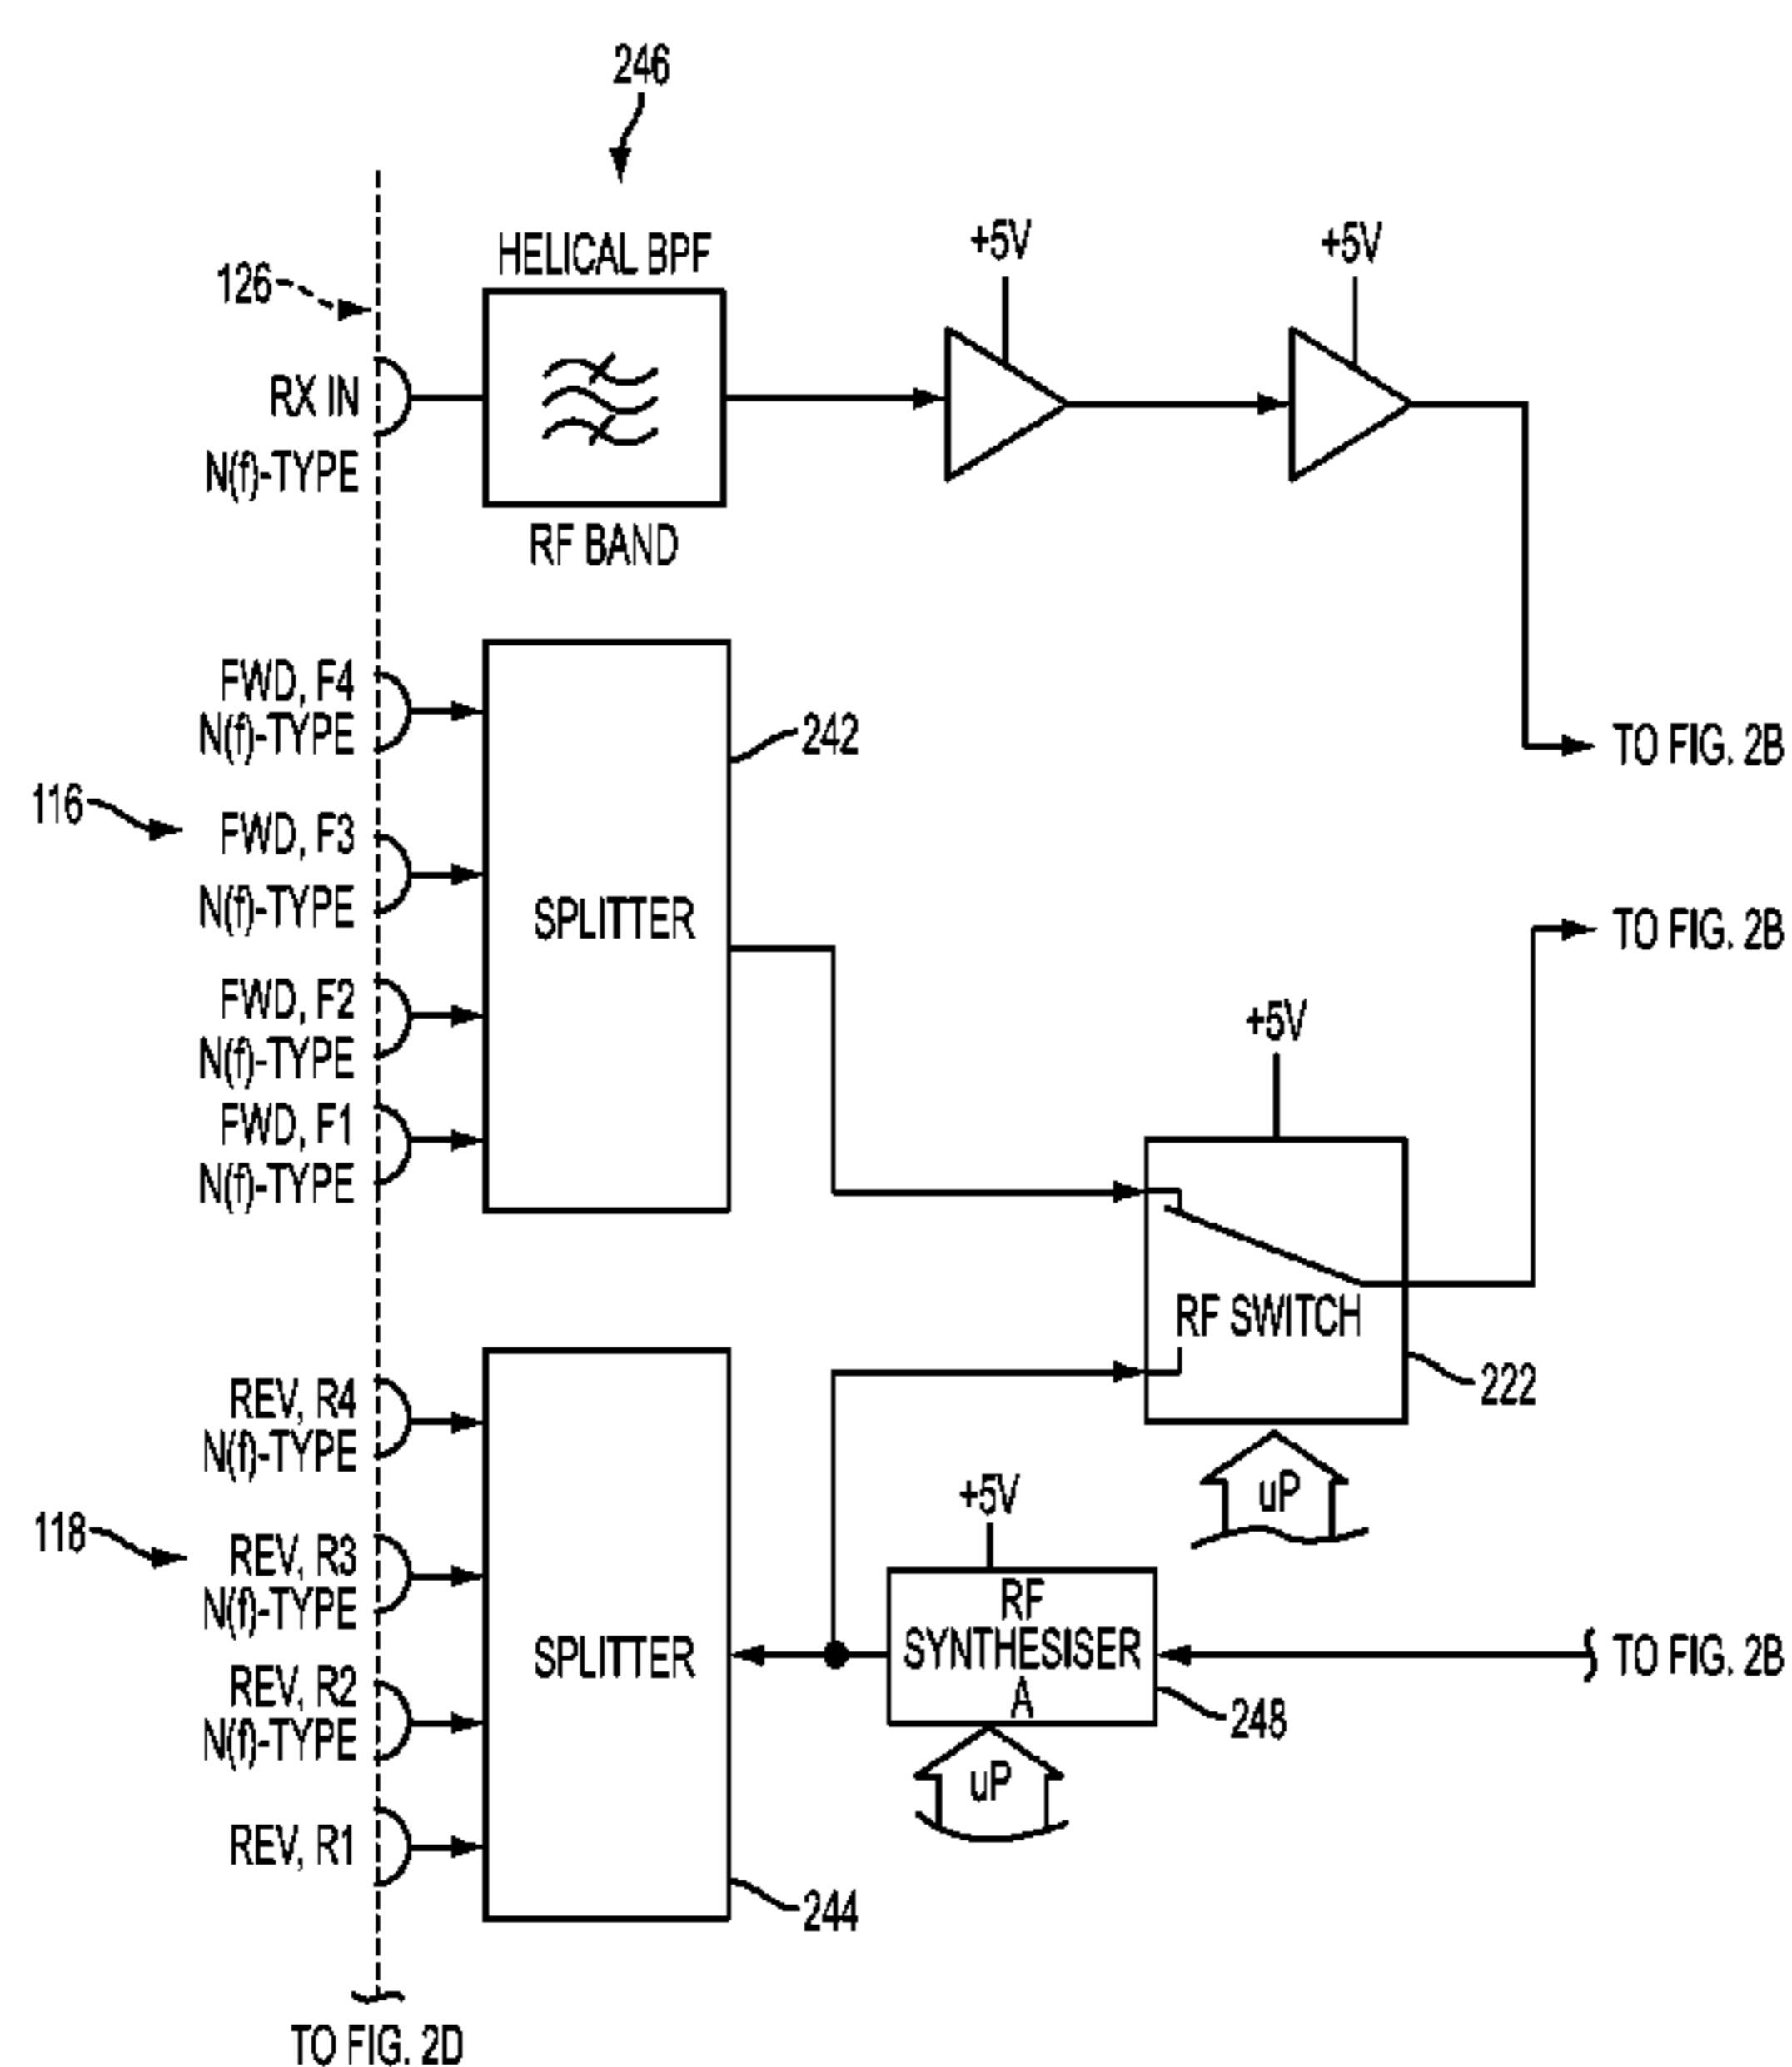 246
HELICAL BPF
+5V
+5V
126
RX IN
N(f)-TYPE
RF BAND
FWD, F4
N(f)-TYPE
242
TO FIG. 2B
116
FWD, F3
N(f)-TYPE
SPLITTER
TO FIG. 2B
FWD, F2
N(f)-TYPE
+5V
FWD, F1
N(f)-TYPE
RF SWITCH
222
REV, R4
N(f)-TYPE
uP
+5V
118
REV, R3
N(f)-TYPE
RF
SYNTHESISER
A
SPLITTER
TO FIG. 2B
REV, R2
N(f)-TYPE
248
uP
REV, R1
244
TO FIG. 2D